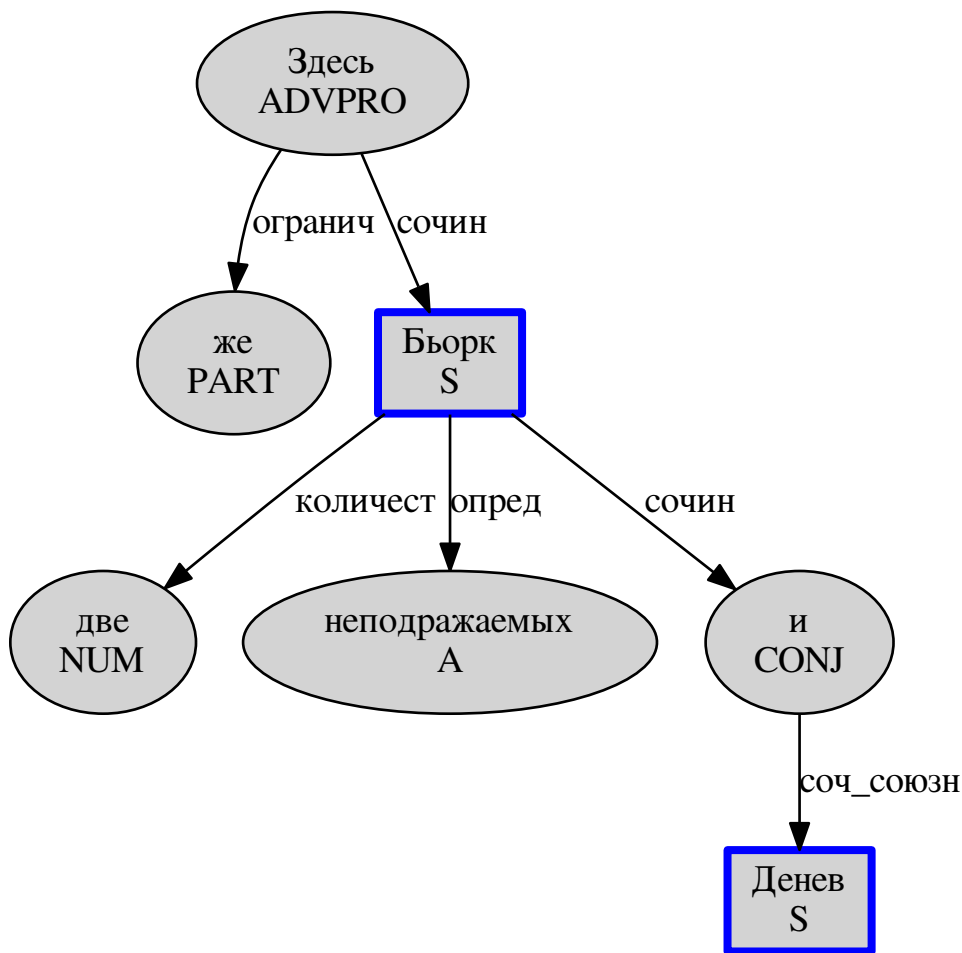 Здесь
ADVPRO
огранич
сочин
же
PART
Бьорк
S
количест
опред
сочин
две
NUM
неподражаемых
A
и
CONJ
соч_союзн
Денев
S